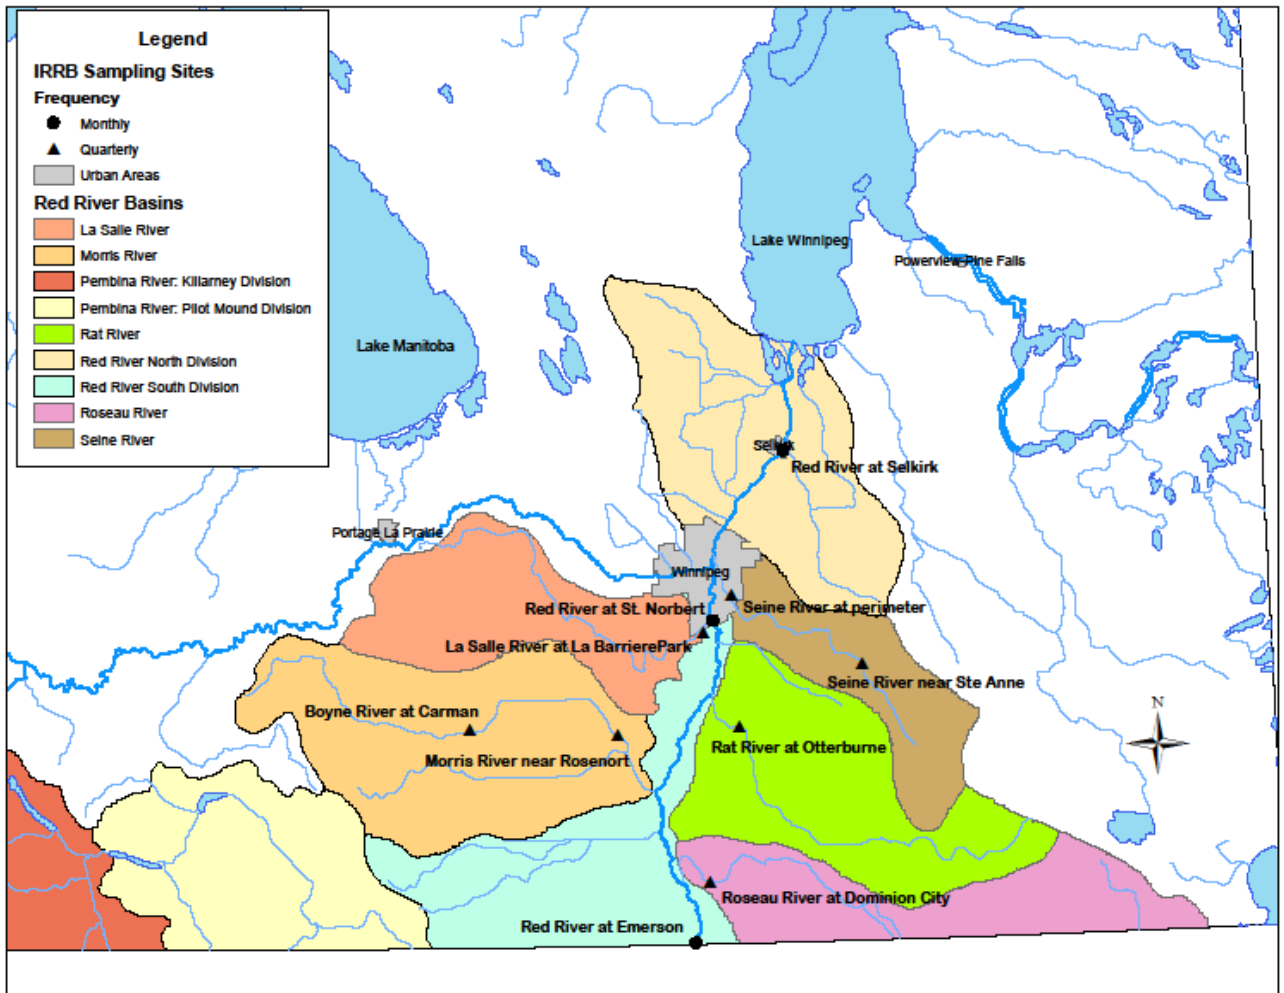 Legend
IRRB Sampling Sites
Frequency
Monthly
Quarterly
Urban Areas
Red River Basins
La Salle River
Morris River
Pembina River: Killarney Division
Pembina River: Pilot Mound Division
Rat River
Red River North Division
Red River South Division
Roseau River
Seine River
Lake Winnipeg
Powerview-Pine Falls
Lake Manitoba
Selkirk
Red River at Selkirk
Portage La Prairie
Winnipeg
Red River at St. Norbert
Seine River at perimeter
La Salle River at La BarrierePark
Seine River near Ste Anne
Boyne River at Carman
N
Rat River at Otterburne
Morris River near Rosenort
Roseau River at Dominion City
Red River at Emerson